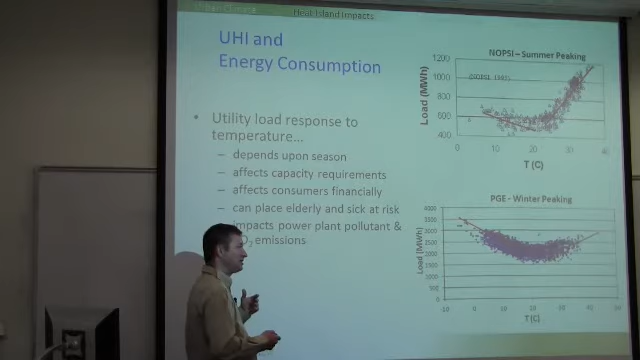 Heat Island Impacts
UHI and
Energy Consumption
• Utility load response to
temperature...
– depends upon season
– affects capacity requirements
– affects consumers financially
– can place elderly and sick at risk
impacts power plant pollutant &
emissions
NOPSI – Summer Peaking
Load (MWh)
1200
1000
800
600
400
0
10
20
30
40
T (C)
PGE - Winter Peaking
Load (MWh)
4000
3500
3000
2500
2000
1500
1000
500
0
-10
0
10
20
30
40
50
T (C)